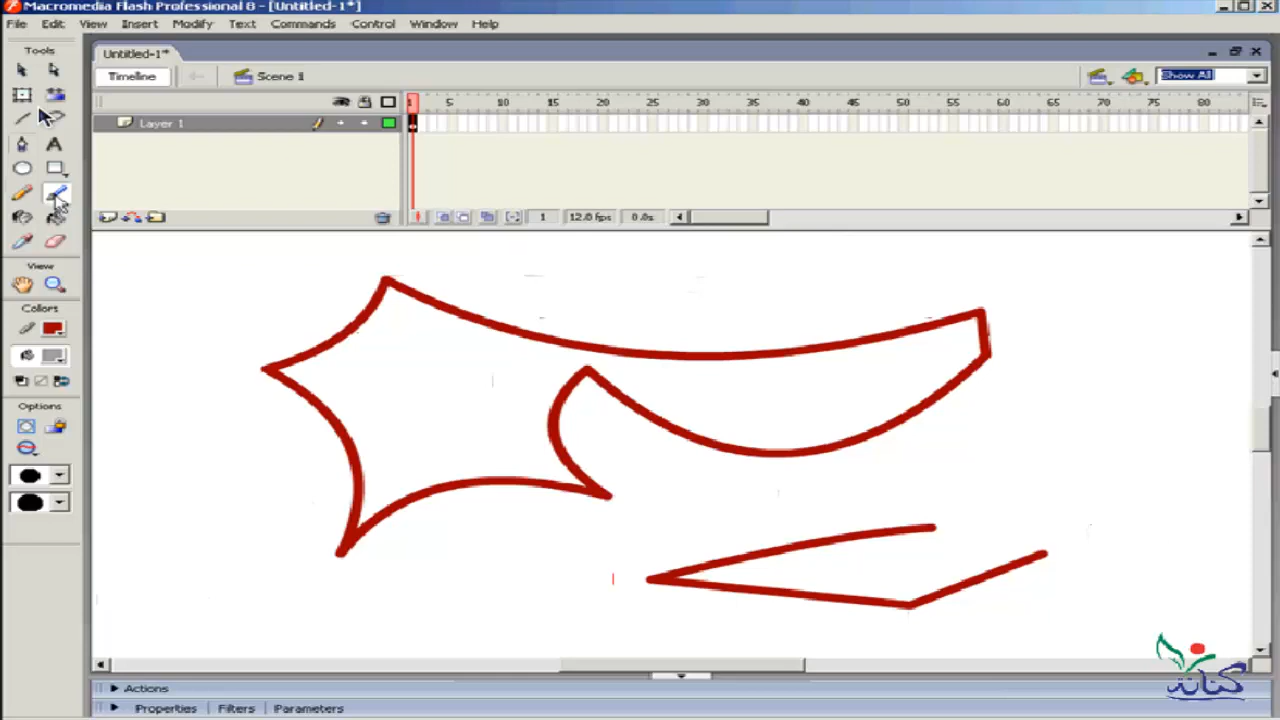 Macromedia Flash Professional 8 - [Untitled-1*]
File Edit View Insert Modify Text Commands Control Window Help
Tools
Untitled-1*
Timeline
Scene 1
Show All
1 5 10 15 20 25 30 35 40 45 50 55 60 65 70 75 80
Layer 1
1 12.0 fps 0.0s
View
Colors
Options
Actions
Properties Filters Parameters